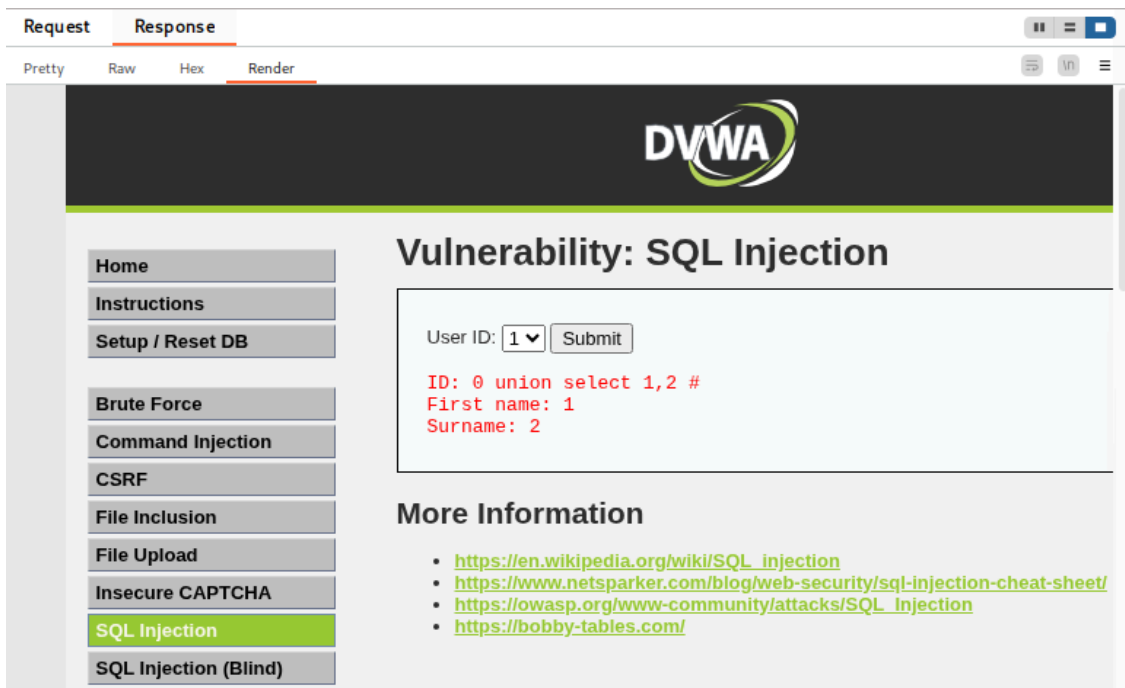 Request Response
Pretty Raw Hex Render \n
DVWA
Home
Instructions
Setup / Reset DB
Brute Force
Command Injection
CSRF
File Inclusion
File Upload
Insecure CAPTCHA
SQL Injection
SQL Injection (Blind)
Vulnerability: SQL Injection
User ID: 1 Submit
ID: 0 union select 1,2 #
First name: 1
Surname: 2
More Information
https://en.wikipedia.org/wiki/SQL_injection
https://www.netsparker.com/blog/web-security/sql-injection-cheat-sheet/
https://owasp.org/www-community/attacks/SQL_Injection
https://bobby-tables.com/